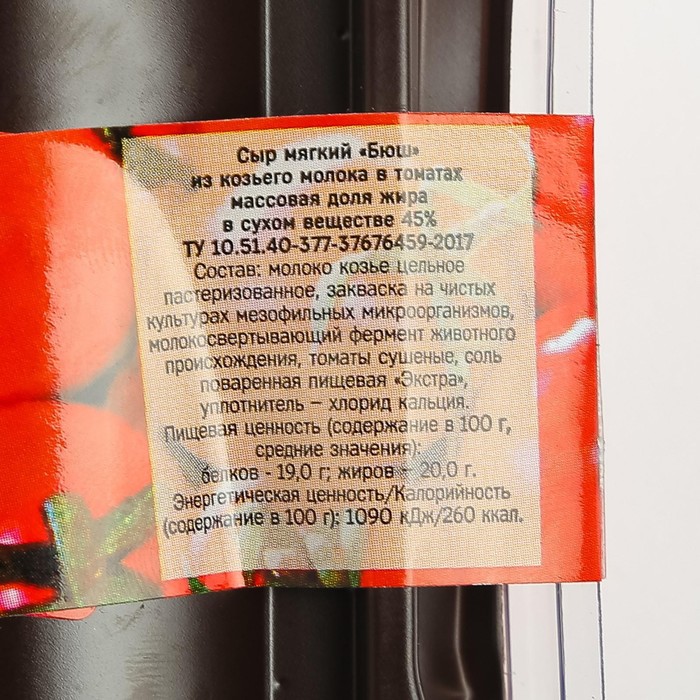 Сыр мягкий «Бюш»
из козьего молока в томатах
массовая доля жира
в сухом веществе 45%
ТУ 10.51.40-377-37676459-2017
Состав: молоко козье цельное
пастеризованное, закваска на чистых
культурах мезофильных микроорганизмов,
молокосвертывающий фермент животного
происхождения, томаты сушеные, соль
поваренная пищевая «Экстра»,
уплотнитель – хлорид кальция.
Пищевая ценность (содержание в 100 г,
средние значения):
белков - 19,0 г; жиров – 20,0 г.
Энергетическая ценность/Калорийность
(содержание в 100 г): 1090 кДж/260 ккал.